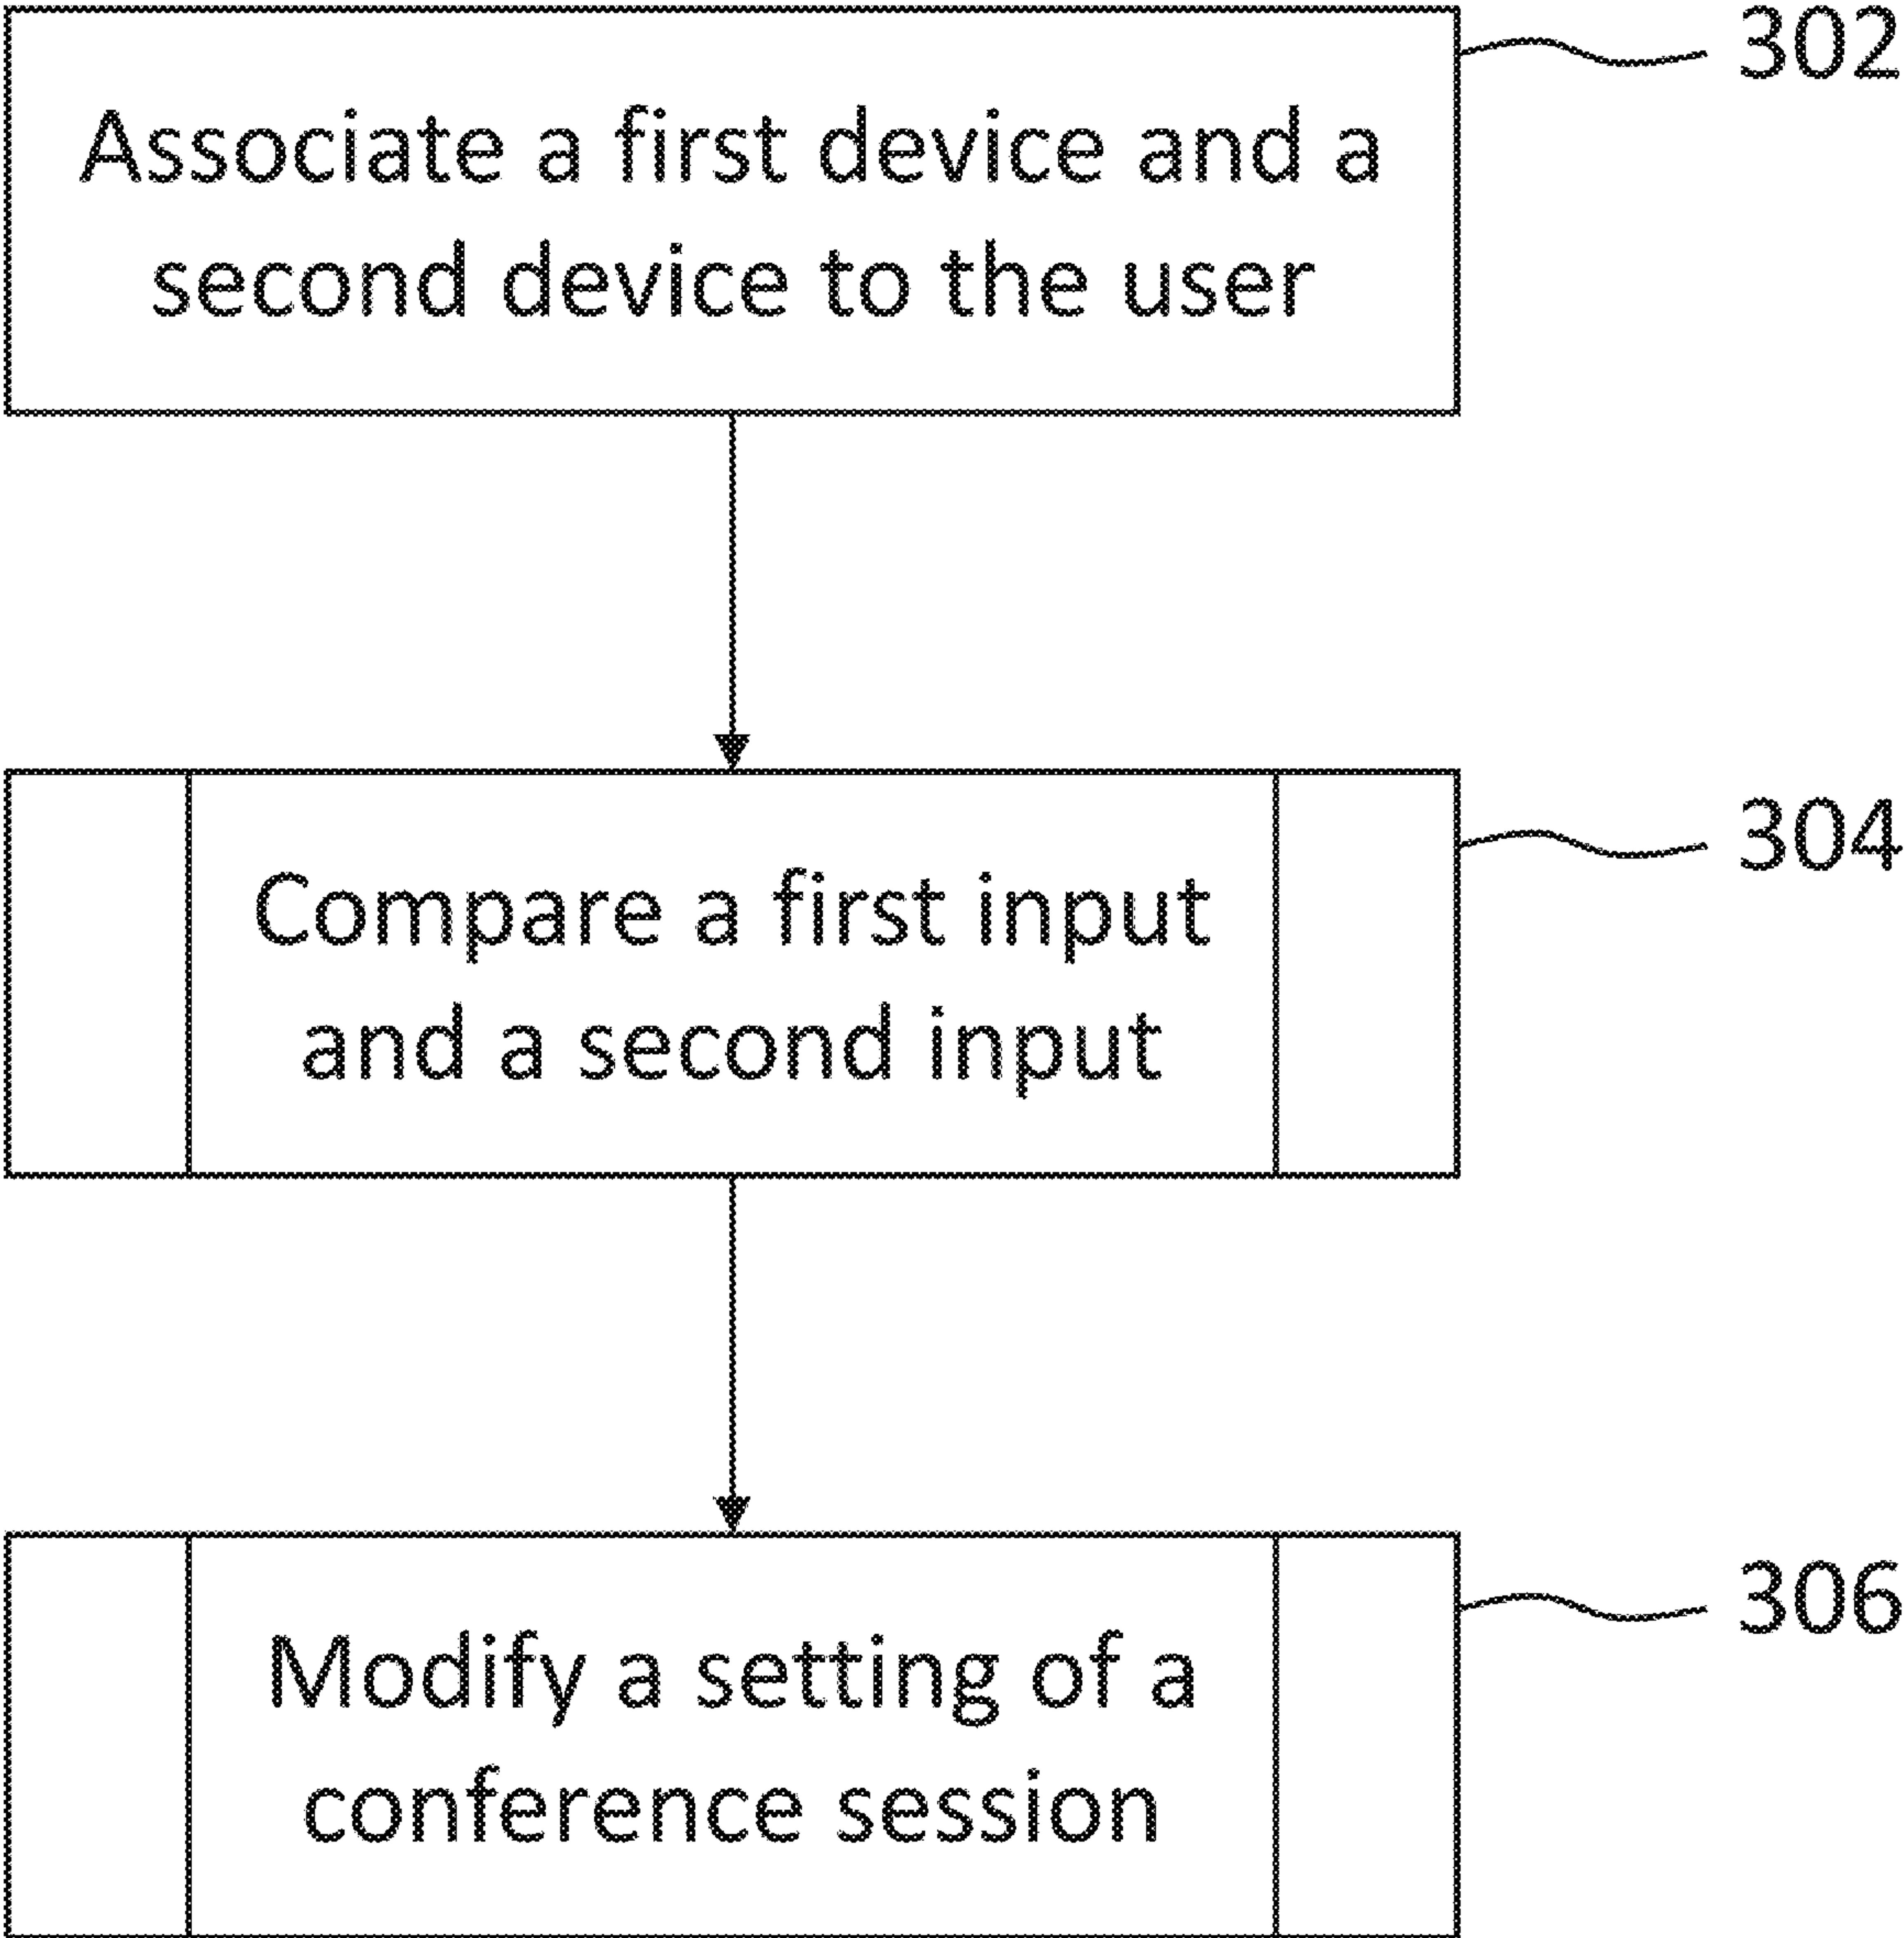 302
Associate a first device and a
second device to the user
304
Compare a first input
and a second input
306
Modify a setting of a
conference session